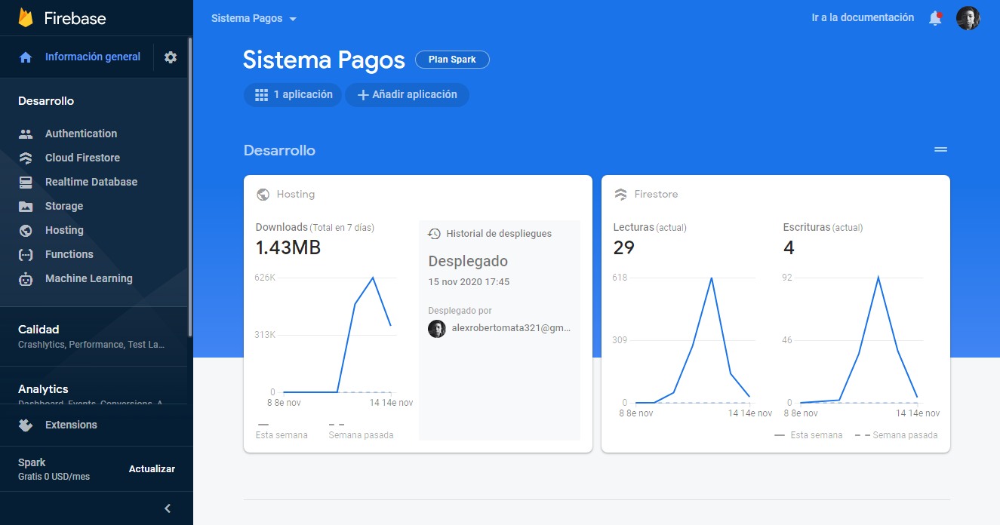 Firebase
Información general
Desarrollo
Authentication
Cloud Firestore
Realtime Database
Storage
Hosting
Functions
Machine Learning
Calidad
Crashlytics, Performance, Test La...
Analytics
Dashboard, Events, Conversions, A
Extensions
Spark
Gratis 0 USD/mes
Actualizar
Sistema Pagos
Ir a la documentación
Sistema Pagos
Plan Spark
1 aplicación
Añadir aplicación
Desarrollo
Hosting
Downloads (Total en 7 días)
1.43MB
626K
313K
0
8 8e nov
14 14e nov
Esta semana
Semana pasada
Historial de despliegues
Desplegado
15 nov 2020 17:45
Desplegado por
alexrobertomata321@gm...
Firestore
Lecturas (actual)
29
618
309
0
8 8e nov
14 14e nov
Escrituras (actual)
4
92
46
0
8 8e nov
14 14e nov
Esta semana
Semana pasada